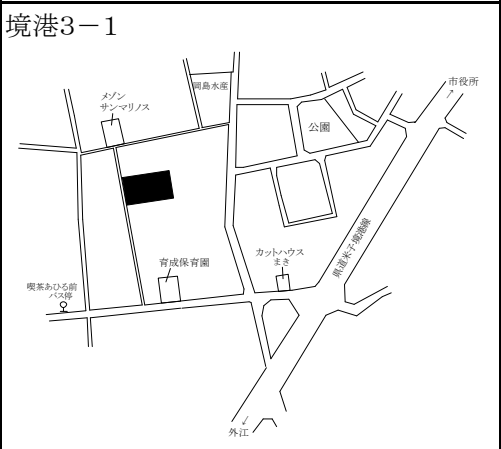 境港3－1
市役所
岡島水産
メゾン
サンマリノス
公園
県道米子境港線
育成保育園
カットハウス
まき
喫茶あひる前
バス停
外江